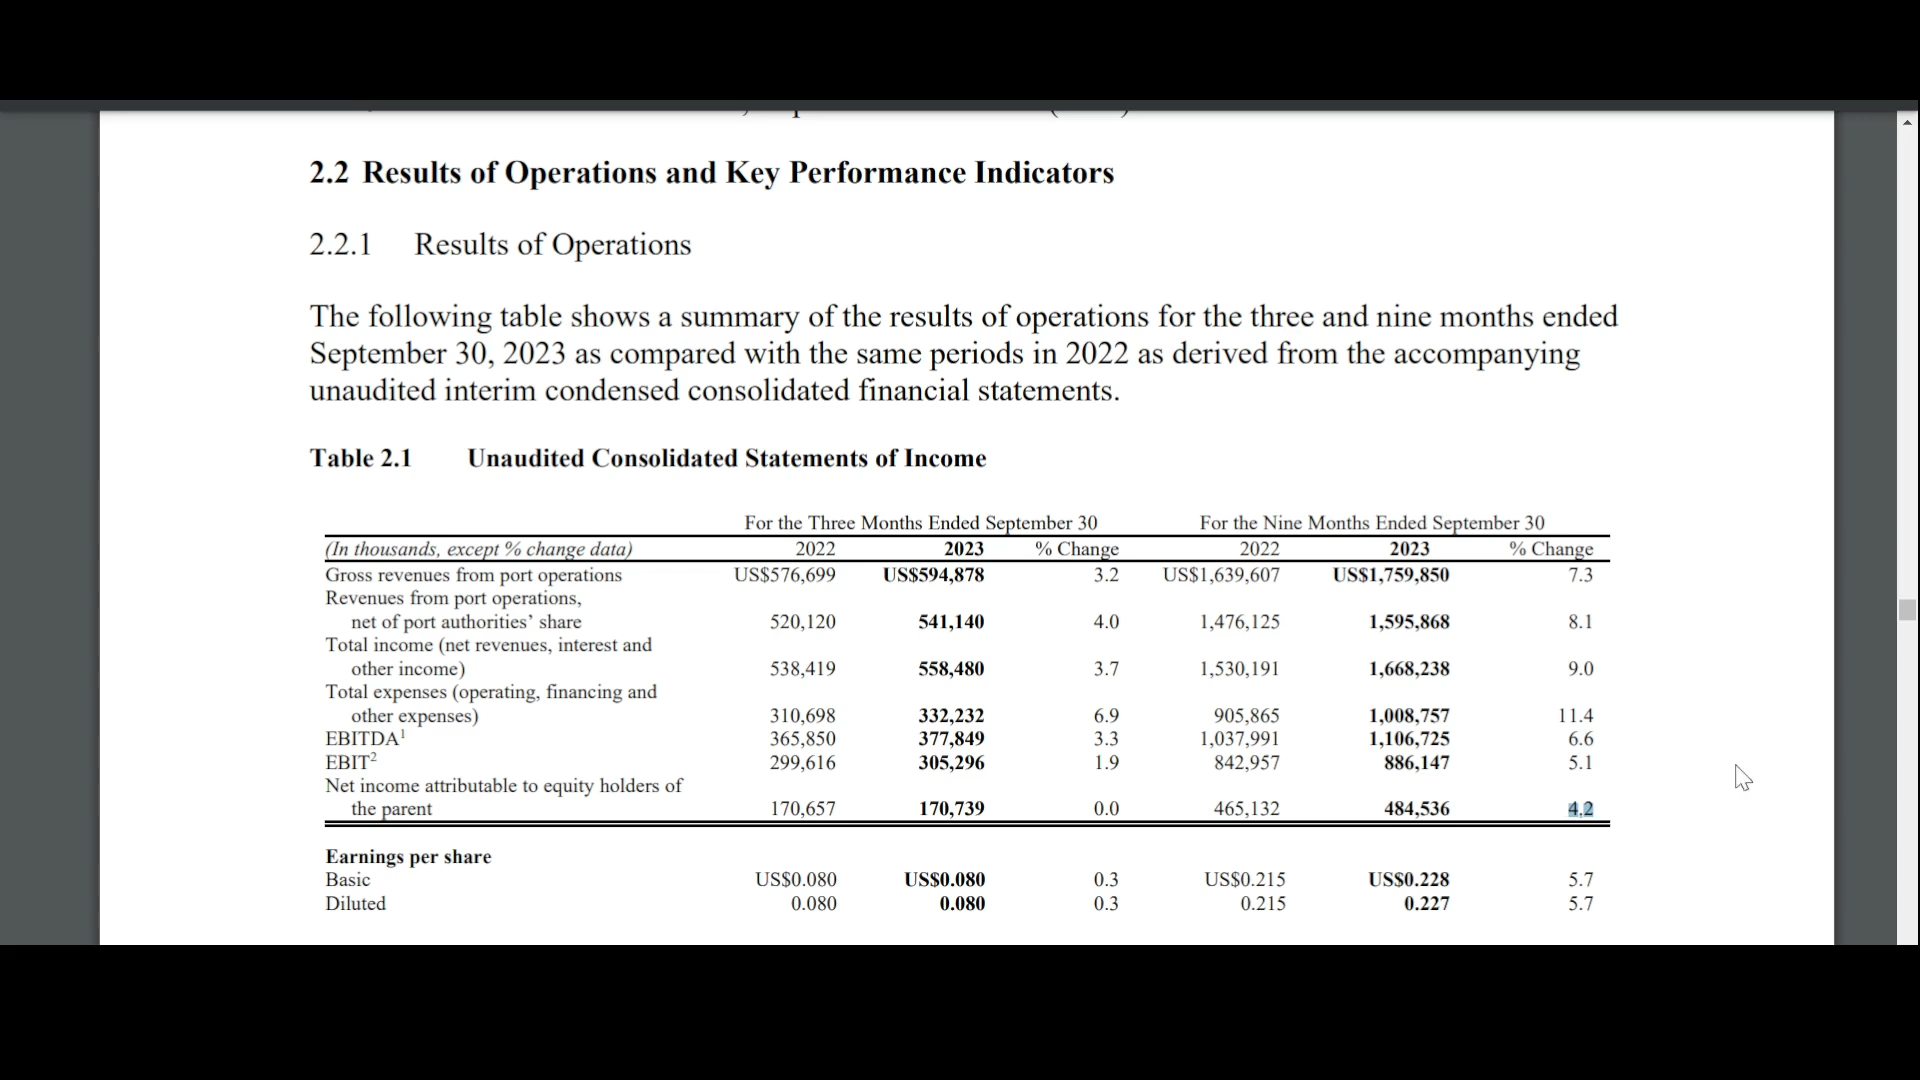 2.2 Results of Operations and Key Performance Indicators
2.2.1 Results of Operations
The following table shows a summary of the results of operations for the three and nine months ended
September 30, 2023 as compared with the same periods in 2022 as derived from the accompanying
unaudited interim condensed consolidated financial statements.
Table 2.1 Unaudited Consolidated Statements of Income
For the Three Months Ended September 30 For the Nine Months Ended September 30
(In thousands, except % change data) 2022 2023 % Change 2022 2023 % Change
Gross revenues from port operations US$576,699 US$594,878 3.2 US$1,639,607 US$1,759,850 7.3
Revenues from port operations,
net of port authorities’ share 520,120 541,140 4.0 1,476,125 1,595,868 8.1
Total income (net revenues, interest and
other income) 538,419 558,480 3.7 1,530,191 1,668,238 9.0
Total expenses (operating, financing and
other expenses) 310,698 332,232 6.9 905,865 1,008,757 11.4
EBITDA¹ 365,850 377,849 3.3 1,037,991 1,106,725 6.6
EBIT² 299,616 305,296 1.9 842,957 886,147 5.1
Net income attributable to equity holders of
the parent 170,657 170,739 0.0 465,132 484,536 4.2
Earnings per share
Basic US$0.080 US$0.080 0.3 US$0.215 US$0.228 5.7
Diluted 0.080 0.080 0.3 0.215 0.227 5.7